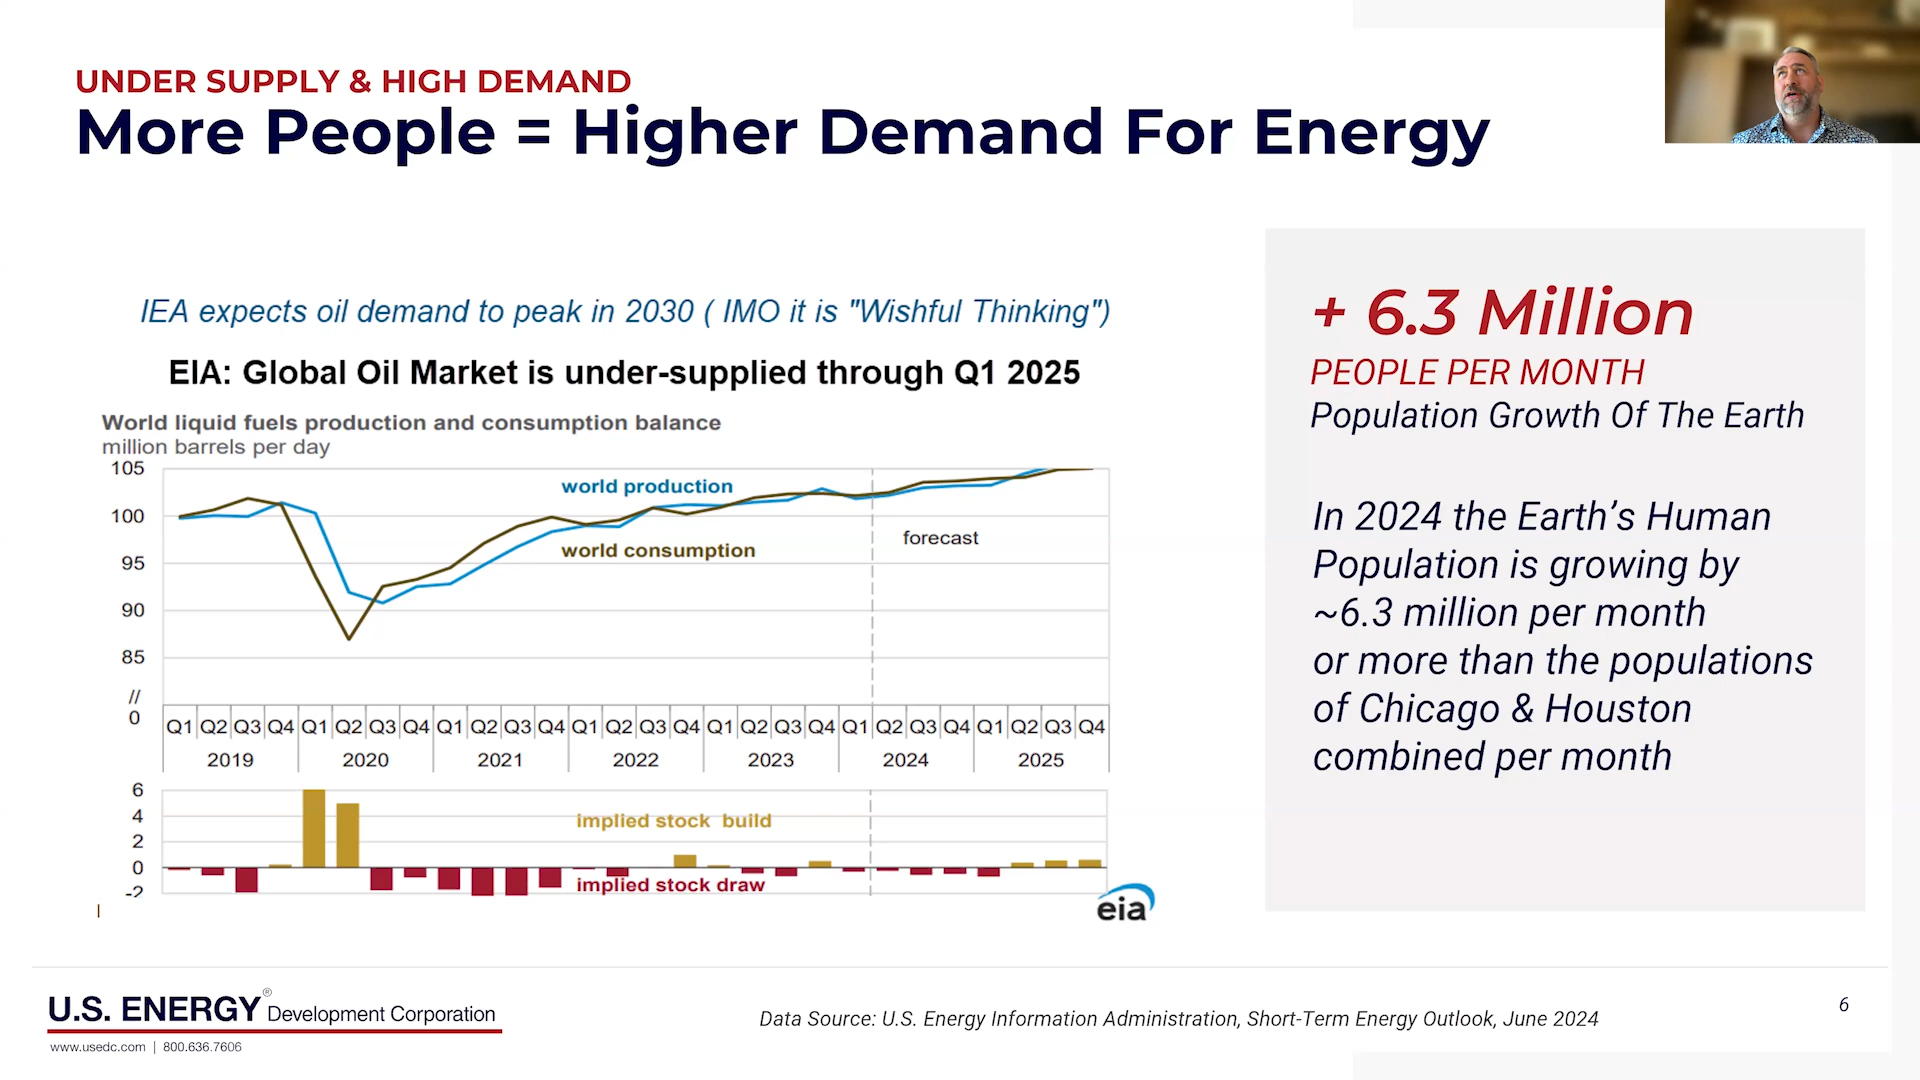 UNDER SUPPLY & HIGH DEMAND
More People = Higher Demand For Energy
IEA expects oil demand to peak in 2030 ( IMO it is "Wishful Thinking")
EIA: Global Oil Market is under-supplied through Q1 2025
World liquid fuels production and consumption balance
million barrels per day
105
100
95
90
85
//
0
world production
world consumption
forecast
Q1 Q2 Q3 Q4 Q1 Q2 Q3 Q4 Q1 Q2 Q3 Q4 Q1 Q2 Q3 Q4 Q1 Q2 Q3 Q4 Q1 Q2 Q3 Q4 Q1 Q2 Q3 Q4
2019 2020 2021 2022 2023 2024 2025
6
4
2
0
-2
implied stock build
implied stock draw
eia
+ 6.3 Million
PEOPLE PER MONTH
Population Growth Of The Earth
In 2024 the Earth's Human
Population is growing by
~6.3 million per month
or more than the populations
of Chicago & Houston
combined per month
U.S. ENERGY® Development Corporation
www.usedc.com | 800.636.7606
Data Source: U.S. Energy Information Administration, Short-Term Energy Outlook, June 2024
6